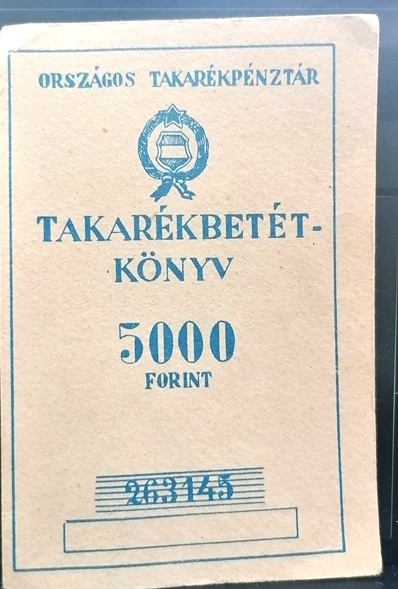 ORSZÁGOS TAKARÉKPÉNZTÁR
TAKARÉKBETÉT-
KÖNYV
5000
FORINT
263145